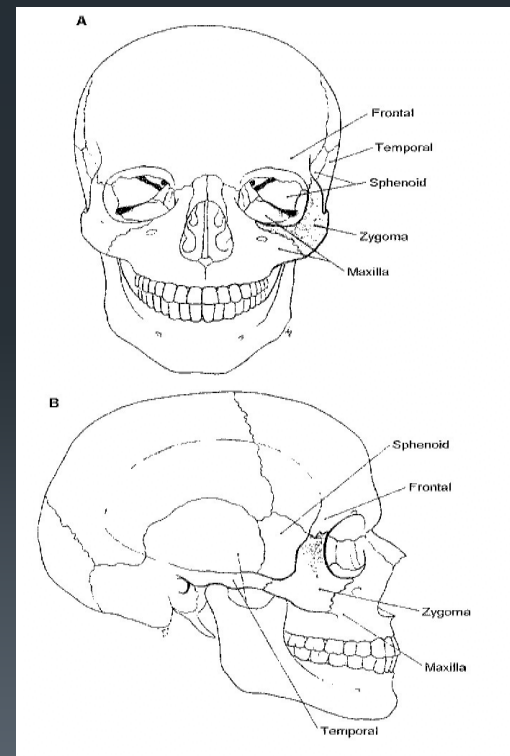 A
Frontal
Temporal
Sphenoid
Zygoma
Maxilla
B
Sphenoid
Frontal
Zygoma
Maxilla
Temporal